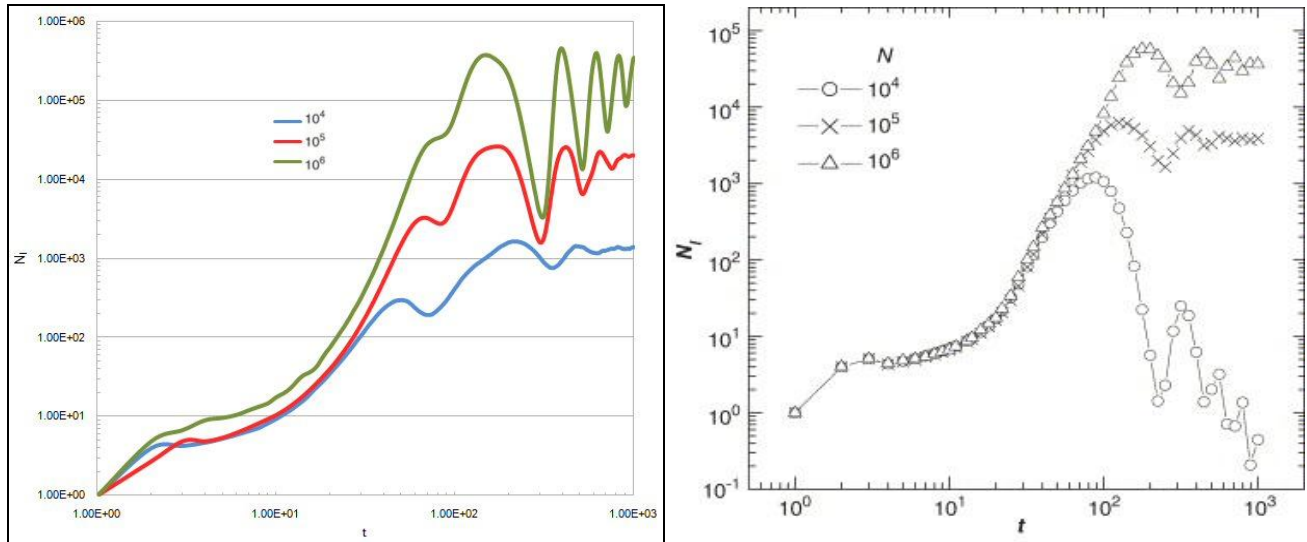 1.00E+06
1.00E+05
1.00E+04
1.00E+03
1.00E+02
1.00E+01
1.00E+00
N_I
10⁴
10⁵
10⁶
1.00E+00 1.00E+01 1.00E+02 1.00E+03
t
10⁵
10⁴
10³
10²
10¹
10⁰
10⁻¹
N_I
N
10⁴
10⁵
10⁶
10⁰ 10¹ 10² 10³
t